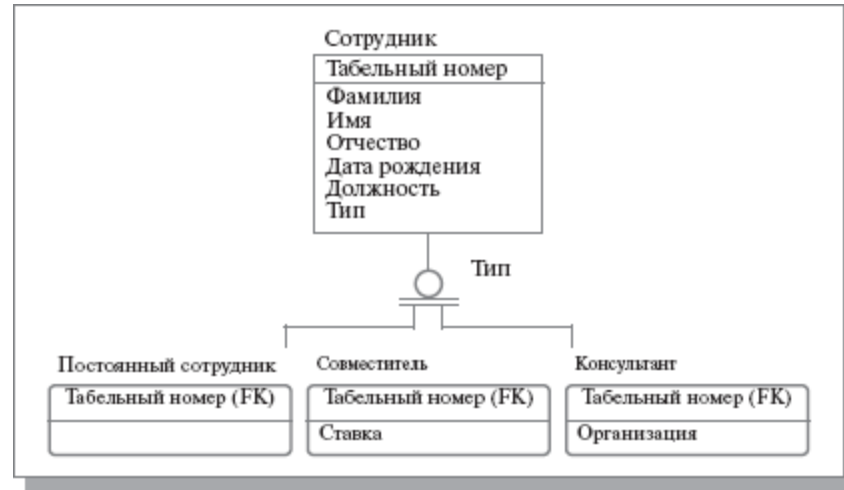 Сотрудник
Табельный номер
Фамилия
Имя
Отчество
Дата рождения
Должность
Тип
Тип
Постоянный сотрудник
Табельный номер (FK)
Совместитель
Табельный номер (FK)
Ставка
Консультант
Табельный номер (FK)
Организация